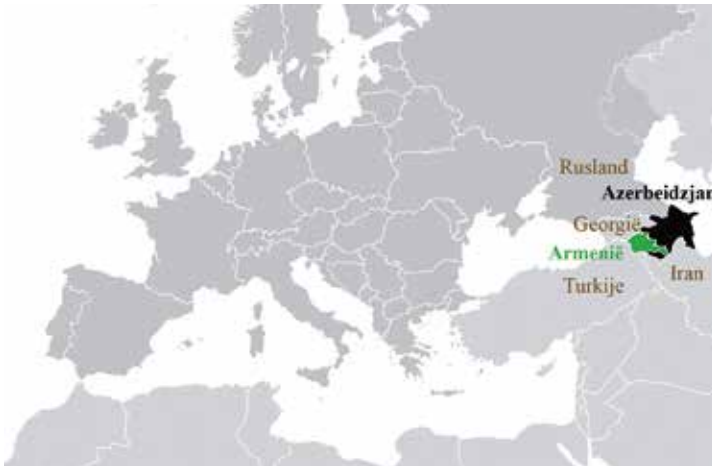 Rusland
Azerbeidzjan
Georgië
Armenië
Iran
Turkije